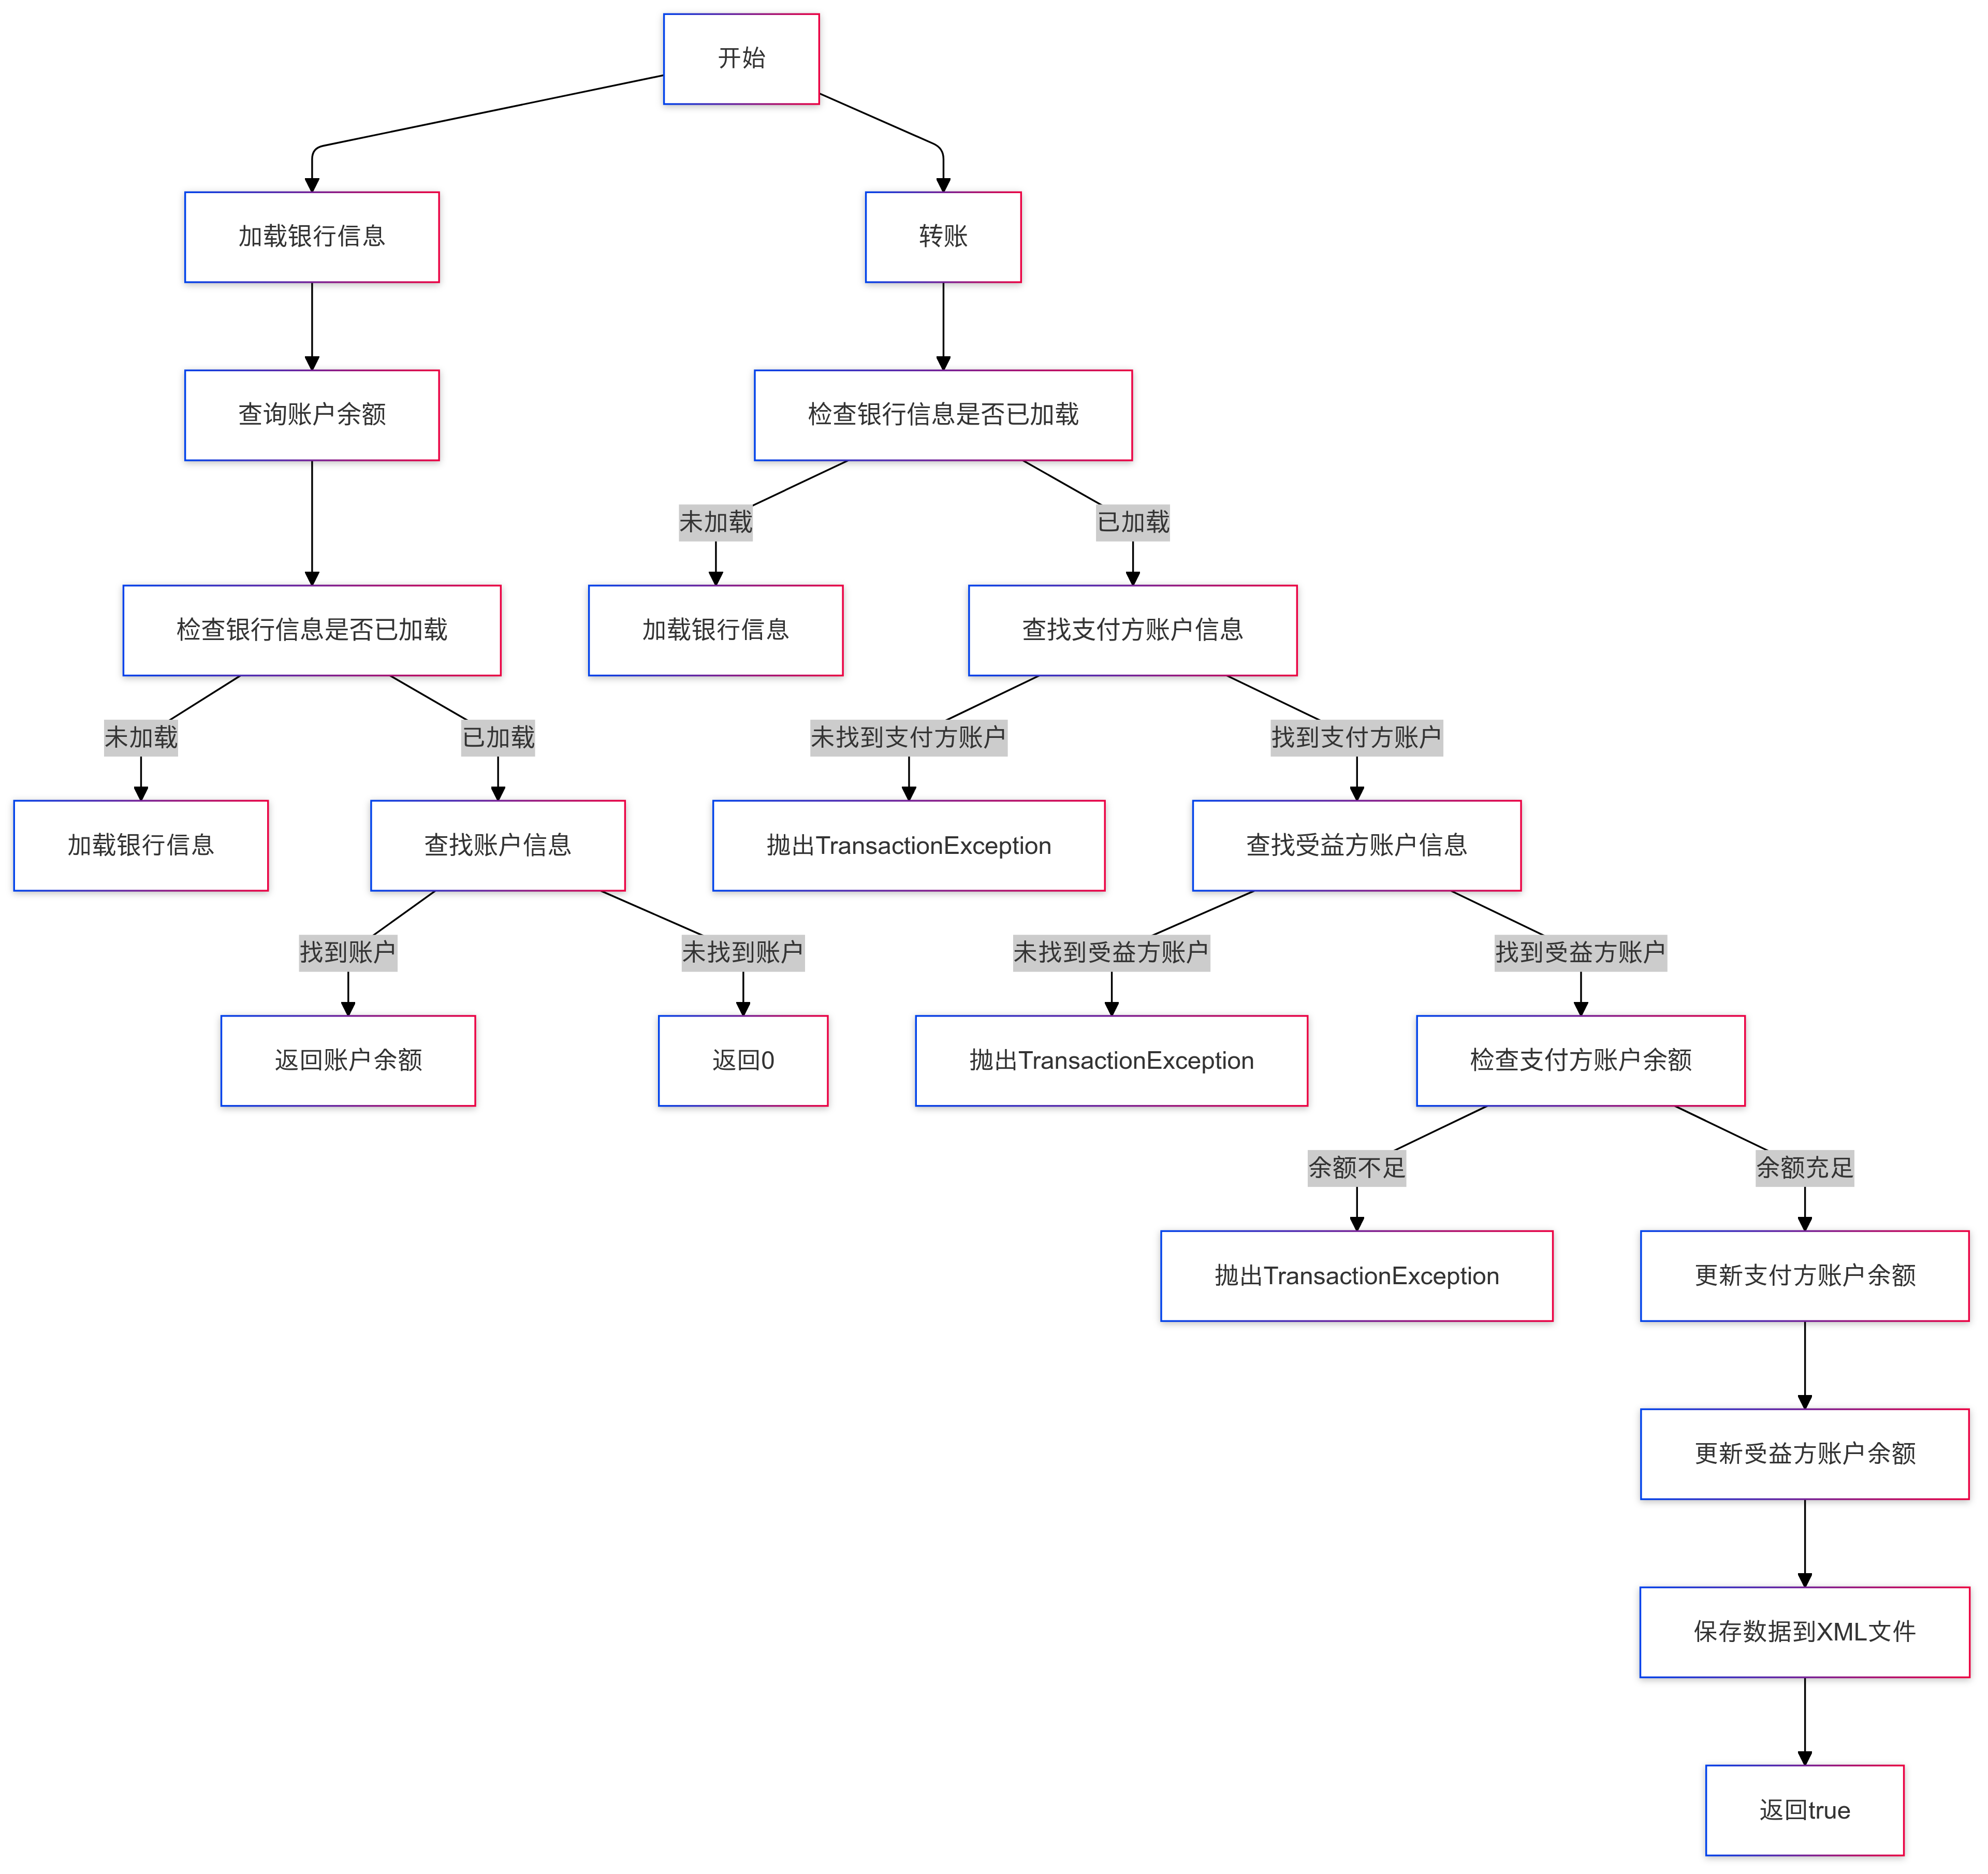 开始
加载银行信息
转账
查询账户余额
检查银行信息是否已加载
未加载
已加载
检查银行信息是否已加载
加载银行信息
查找支付方账户信息
未加载
已加载
未找到支付方账户
找到支付方账户
加载银行信息
查找账户信息
抛出TransactionException
查找受益方账户信息
找到账户
未找到账户
未找到受益方账户
找到受益方账户
返回账户余额
返回0
抛出TransactionException
检查支付方账户余额
余额不足
余额充足
抛出TransactionException
更新支付方账户余额
更新受益方账户余额
保存数据到XML文件
返回true